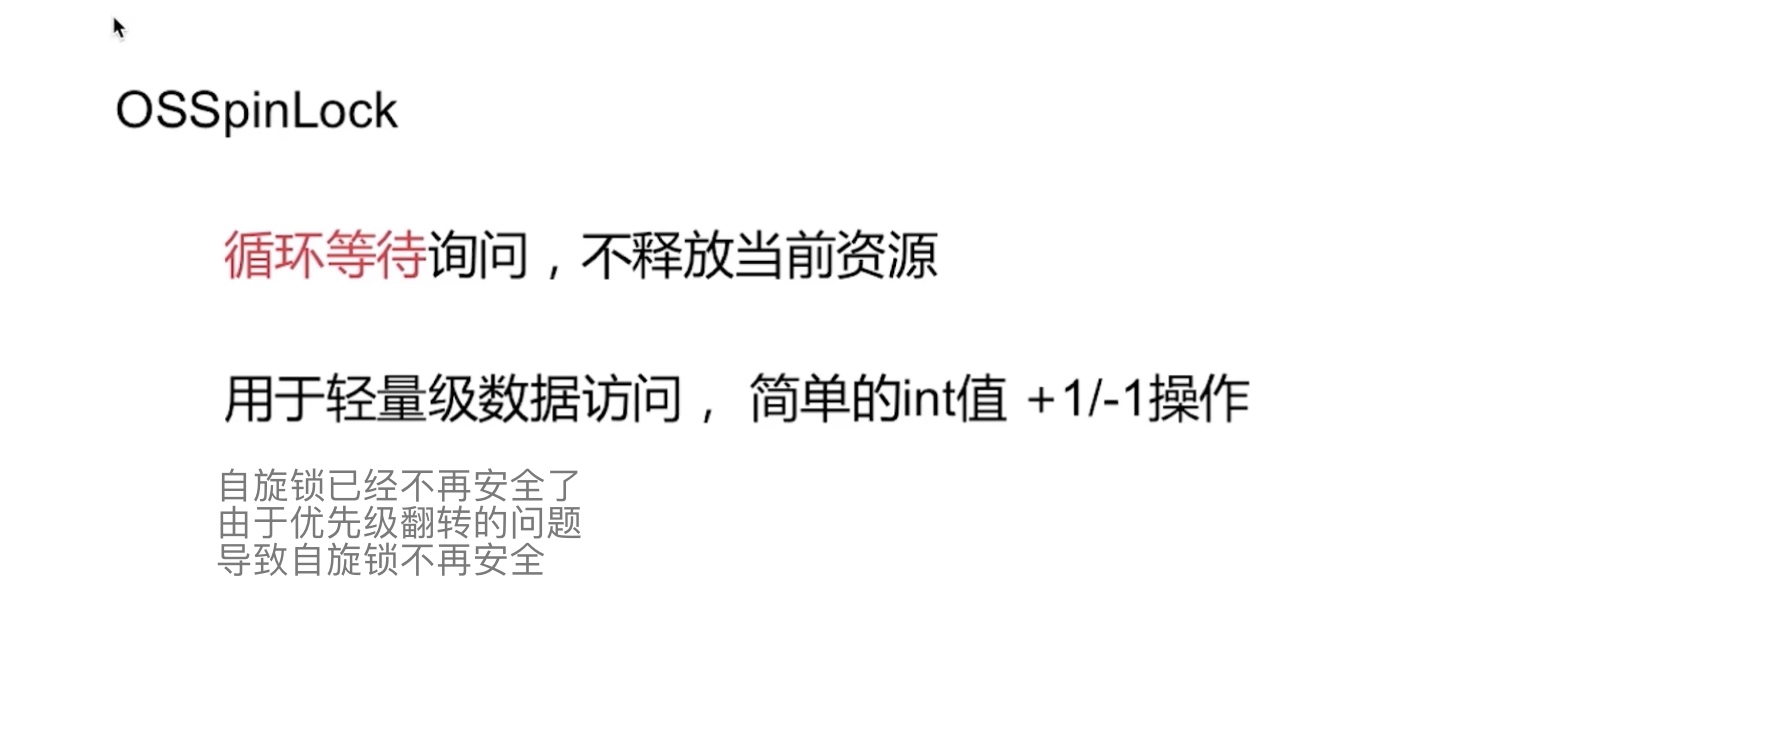 OSSpinLock
循环等待询问，不释放当前资源
用于轻量级数据访问， 简单的int值 +1/-1操作
自旋锁已经不再安全了
由于优先级翻转的问题
导致自旋锁不再安全